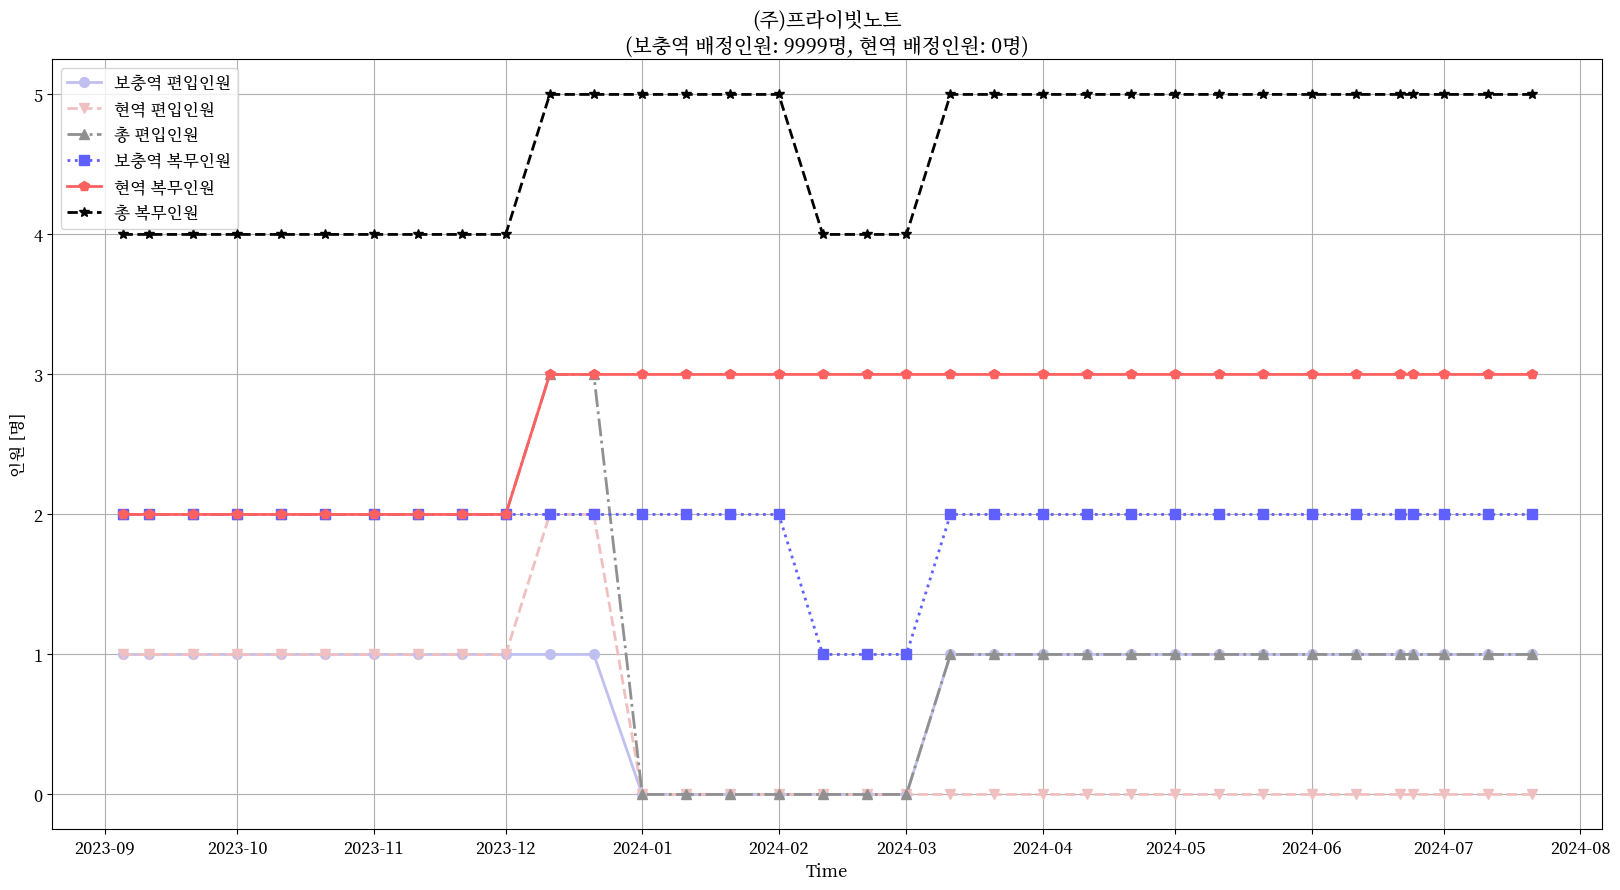 (주)프라이빗노트
(보충역 배정인원: 9999명, 현역 배정인원: 0명)
보충역 편입인원
현역 편입인원
총 편입인원
보충역 복무인원
현역 복무인원
총 복무인원
인원 [명]
5
4
3
2
1
0
2023-09 2023-10 2023-11 2023-12 2024-01 2024-02 2024-03 2024-04 2024-05 2024-06 2024-07 2024-08
Time